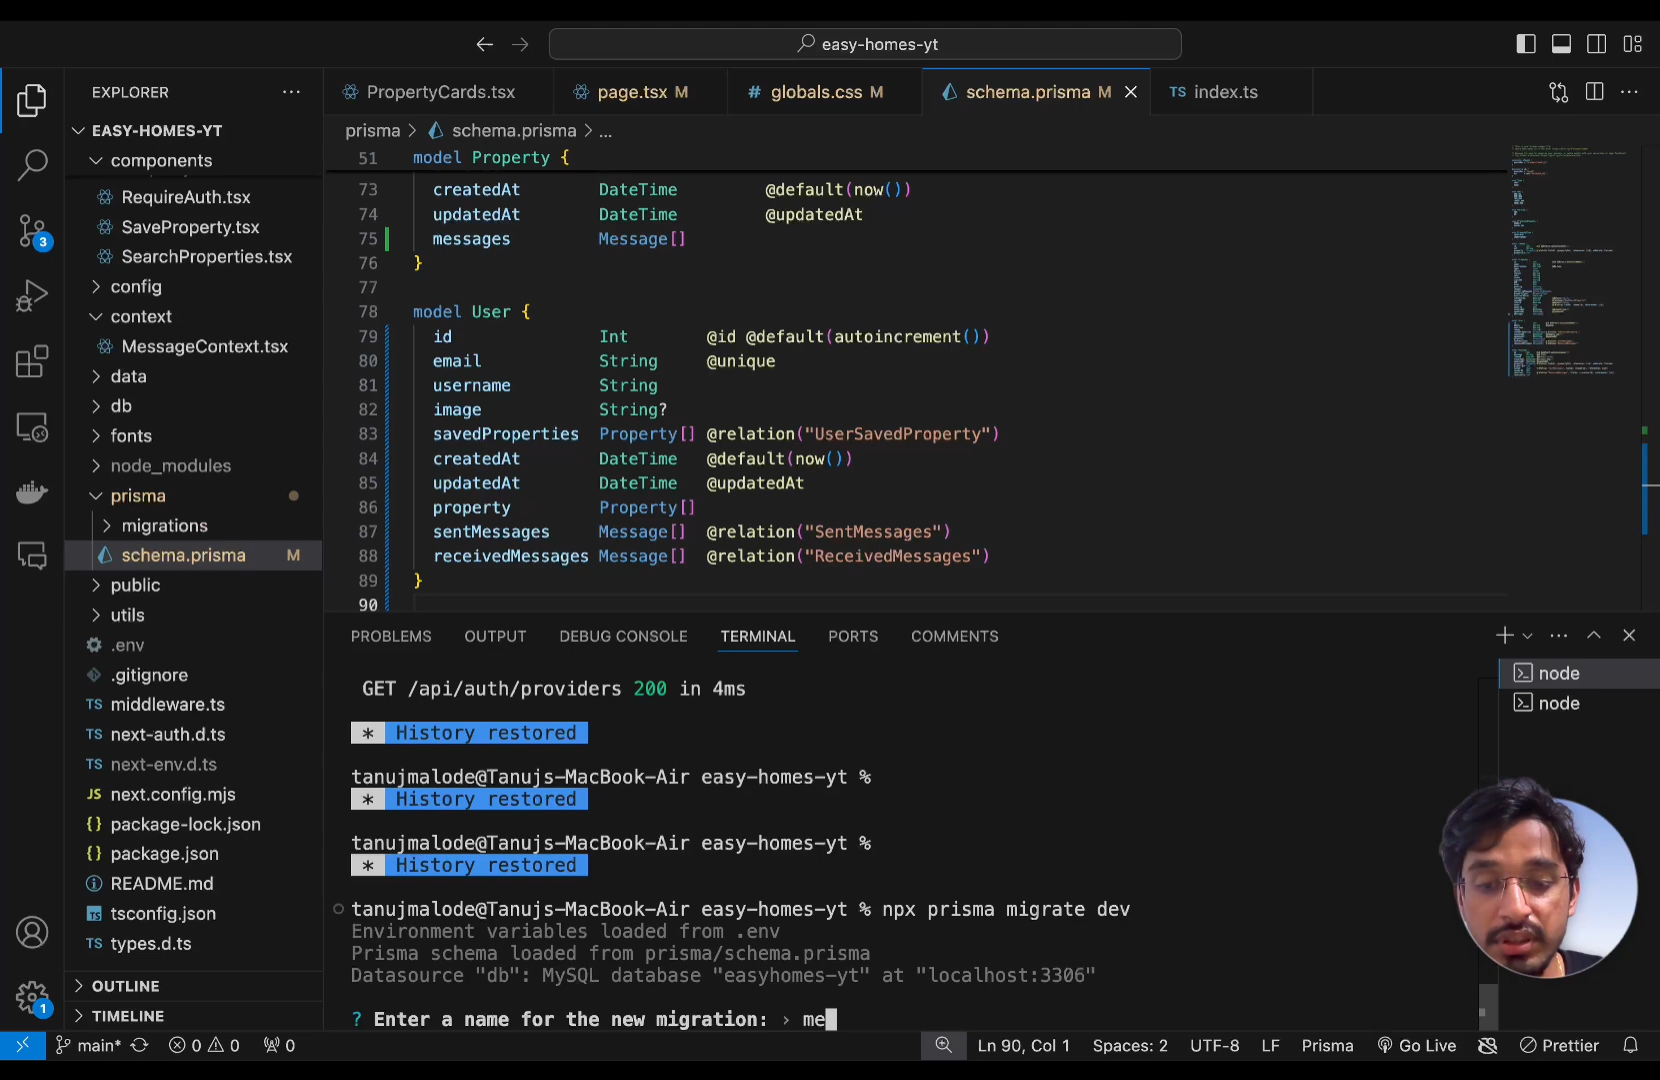 easy-homes-yt
EXPLORER
PropertyCards.tsx
page.tsx M
# globals.css M
schema.prisma M
TS index.ts
EASY-HOMES-YT
components
RequireAuth.tsx
SaveProperty.tsx
SearchProperties.tsx
config
context
MessageContext.tsx
data
db
fonts
node_modules
prisma
migrations
schema.prisma M
public
utils
.env
.gitignore
TS middleware.ts
TS next-auth.d.ts
TS next-env.d.ts
JS next.config.mjs
{} package-lock.json
{} package.json
README.md
TS tsconfig.json
TS types.d.ts
OUTLINE
TIMELINE
3
1
prisma > schema.prisma > ...
51 model Property {
73 createdAt DateTime @default(now())
74 updatedAt DateTime @updatedAt
75 messages Message[]
76 }
77
78 model User {
79 id Int @id @default(autoincrement())
80 email String @unique
81 username String
82 image String?
83 savedProperties Property[] @relation("UserSavedProperty")
84 createdAt DateTime @default(now())
85 updatedAt DateTime @updatedAt
86 property Property[]
87 sentMessages Message[] @relation("SentMessages")
88 receivedMessages Message[] @relation("ReceivedMessages")
89 }
90
PROBLEMS OUTPUT DEBUG CONSOLE TERMINAL PORTS COMMENTS
node
node
GET /api/auth/providers 200 in 4ms
* History restored
tanujmalode@Tanujs-MacBook-Air easy-homes-yt %
* History restored
tanujmalode@Tanujs-MacBook-Air easy-homes-yt %
* History restored
tanujmalode@Tanujs-MacBook-Air easy-homes-yt % npx prisma migrate dev
Environment variables loaded from .env
Prisma schema loaded from prisma/schema.prisma
Datasource "db": MySQL database "easyhomes-yt" at "localhost:3306"
? Enter a name for the new migration: › me
main* 0 0 0 Ln 90, Col 1 Spaces: 2 UTF-8 LF Prisma Go Live Prettier